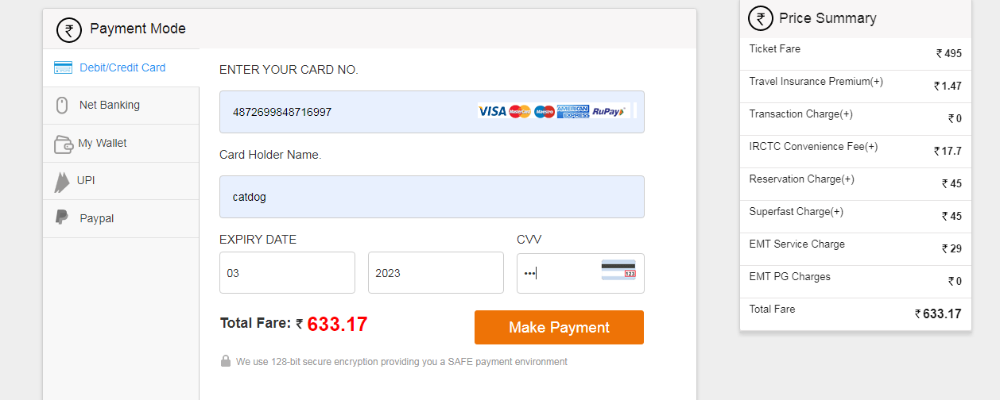 Payment Mode
Debit/Credit Card
Net Banking
My Wallet
UPI
Paypal
ENTER YOUR CARD NO.
4872699848716997
VISA MasterCard Maestro AMERICAN EXPRESS RuPay
Card Holder Name.
catdog
EXPIRY DATE CVV
03 2023 ••• 123
Total Fare: ₹ 633.17 Make Payment
We use 128-bit secure encryption providing you a SAFE payment environment
₹ Price Summary
Ticket Fare ₹ 495
Travel Insurance Premium(+) ₹ 1.47
Transaction Charge(+) ₹ 0
IRCTC Convenience Fee(+) ₹ 17.7
Reservation Charge(+) ₹ 45
Superfast Charge(+) ₹ 45
EMT Service Charge ₹ 29
EMT PG Charges ₹ 0
Total Fare ₹ 633.17